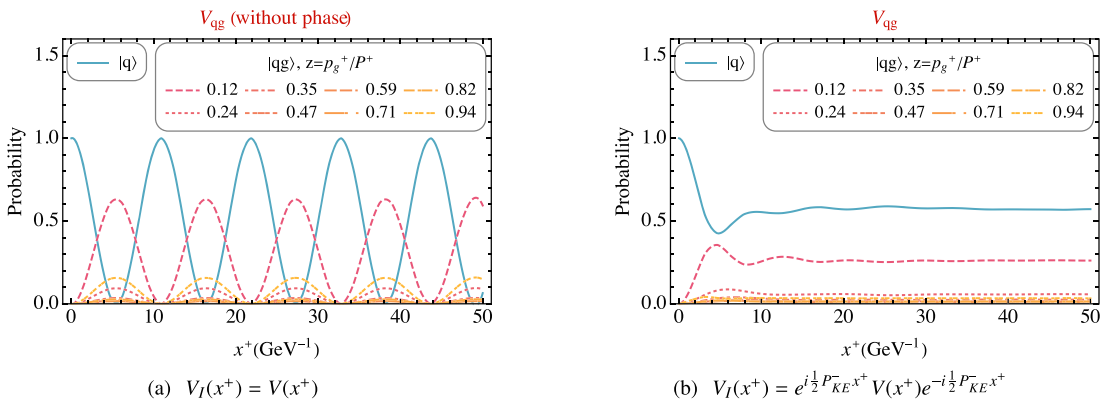 V_qg (without phase)
|q⟩
|qg⟩, z=p_g^+/P^+
0.12 0.35 0.59 0.82
0.24 0.47 0.71 0.94
Probability
1.5
1.0
0.5
0.0
0 10 20 30 40 50
x^+(GeV^-1)
(a) V_I(x^+) = V(x^+)
V_qg
|q⟩
|qg⟩, z=p_g^+/P^+
0.12 0.35 0.59 0.82
0.24 0.47 0.71 0.94
Probability
1.5
1.0
0.5
0.0
0 10 20 30 40 50
x^+(GeV^-1)
(b) V_I(x^+) = e^{i\frac{1}{2}P_{KE}^- x^+} V(x^+) e^{-i\frac{1}{2}P_{KE}^- x^+}